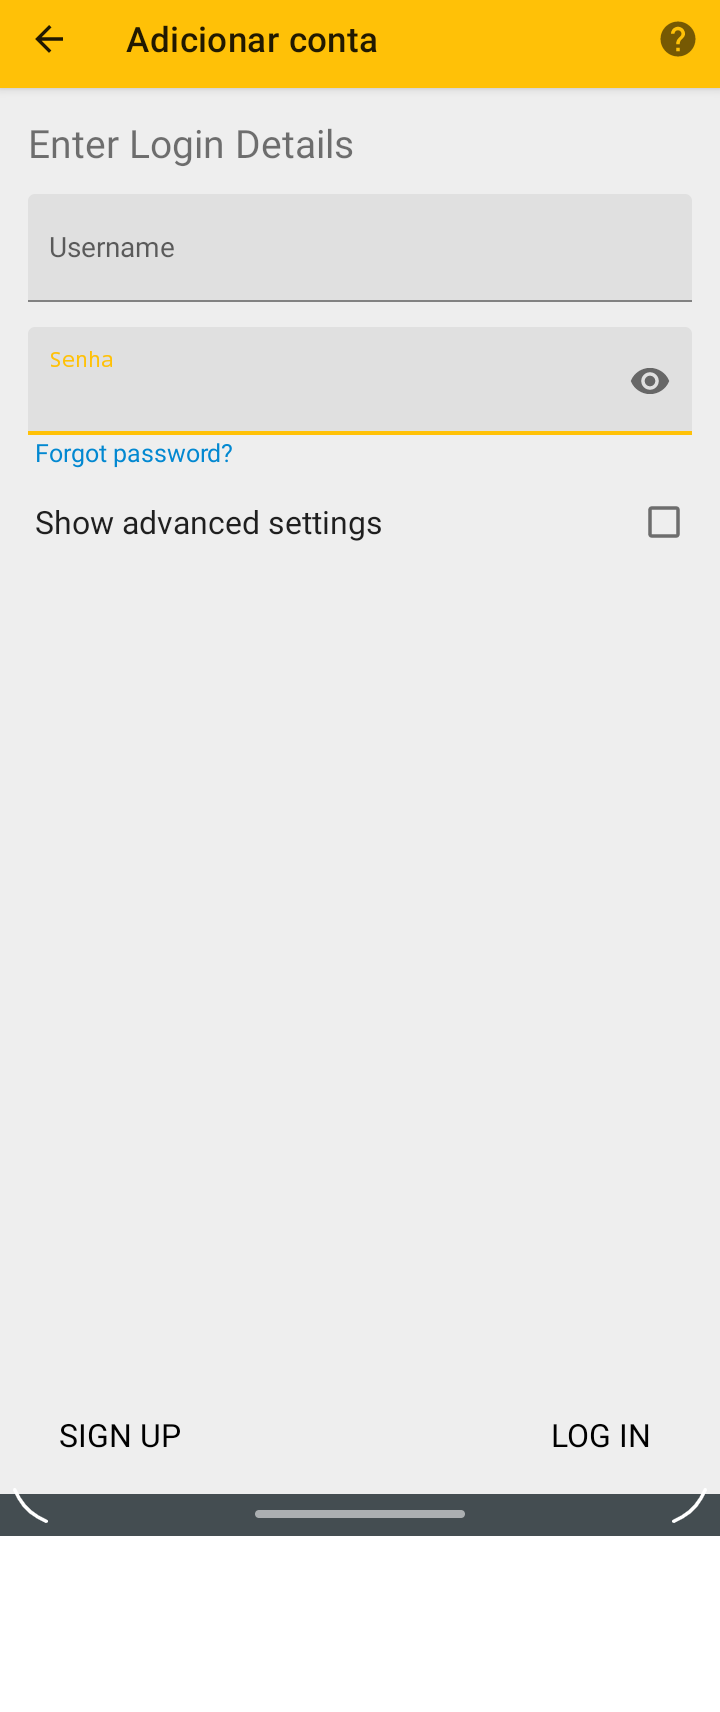 Adicionar conta
Enter Login Details
Username
Senha
Forgot password?
Show advanced settings
SIGN UP
LOG IN